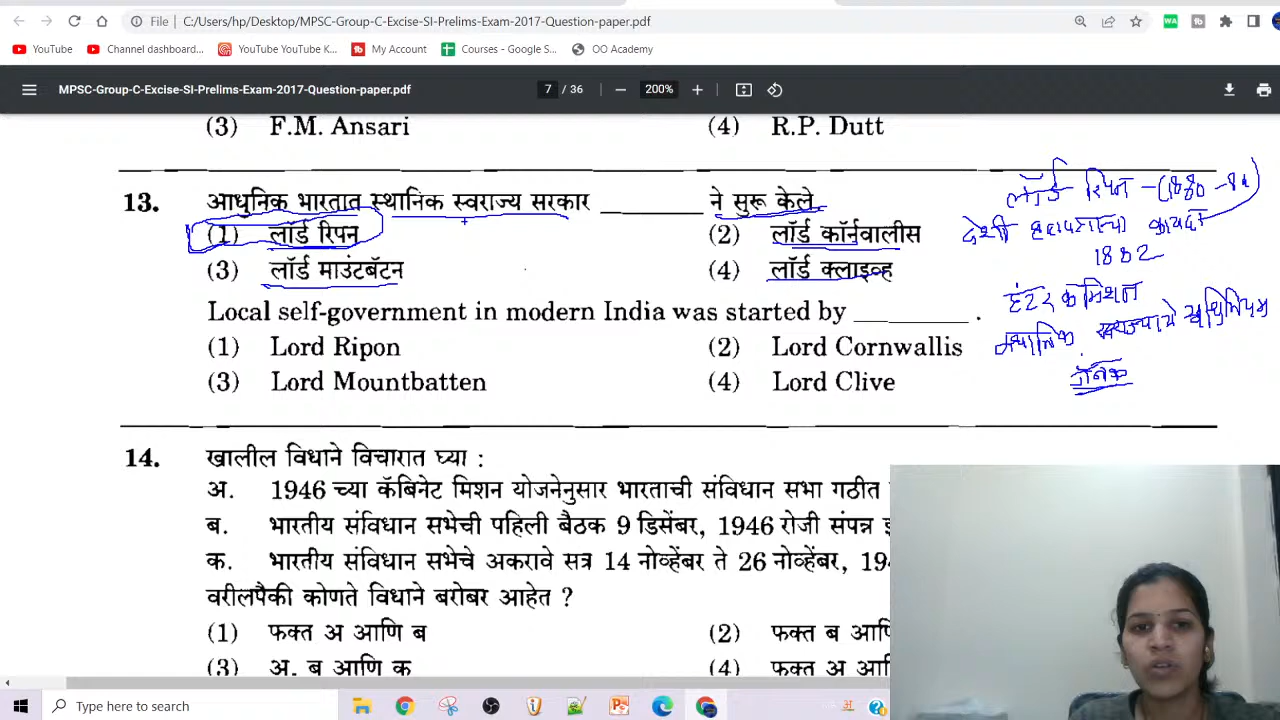 File | C:/Users/hp/Desktop/MPSC-Group-C-Excise-SI-Prelims-Exam-2017-Question-paper.pdf
YouTube Channel dashboard... YouTube YouTube K... My Account Courses - Google S... OO Academy
MPSC-Group-C-Excise-SI-Prelims-Exam-2017-Question-paper.pdf 7 / 36 — 200% +
(3) F.M. Ansari (4) R.P. Dutt
13. आधुनिक भारतात स्थानिक स्वराज्य सरकार ________ ने सुरू केले
(1) लॉर्ड रिपन (2) लॉर्ड कॉर्नवालीस
(3) लॉर्ड माउंटबॅटन (4) लॉर्ड क्लाइव्ह
Local self-government in modern India was started by _________ .
(1) Lord Ripon (2) Lord Cornwallis
(3) Lord Mountbatten (4) Lord Clive
लॉर्ड रिपन - (1880 -84)
देशी कायदा
1882
हंटर कमिशन
स्थानिक
14. खालील विधाने विचारात घ्या :
अ. 1946 च्या कॅबिनेट मिशन योजनेनुसार भारताची संविधान सभा गठीत
ब. भारतीय संविधान सभेची पहिली बैठक 9 डिसेंबर, 1946 रोजी संपन्न
क. भारतीय संविधान सभेचे अकरावे सत्र 14 नोव्हेंबर ते 26 नोव्हेंबर, 19
वरीलपैकी कोणते विधाने बरोबर आहेत ?
(1) फक्त अ आणि ब (2) फक्त ब आणि
(3) अ, ब आणि क (4) फक्त अ आणि
Type here to search